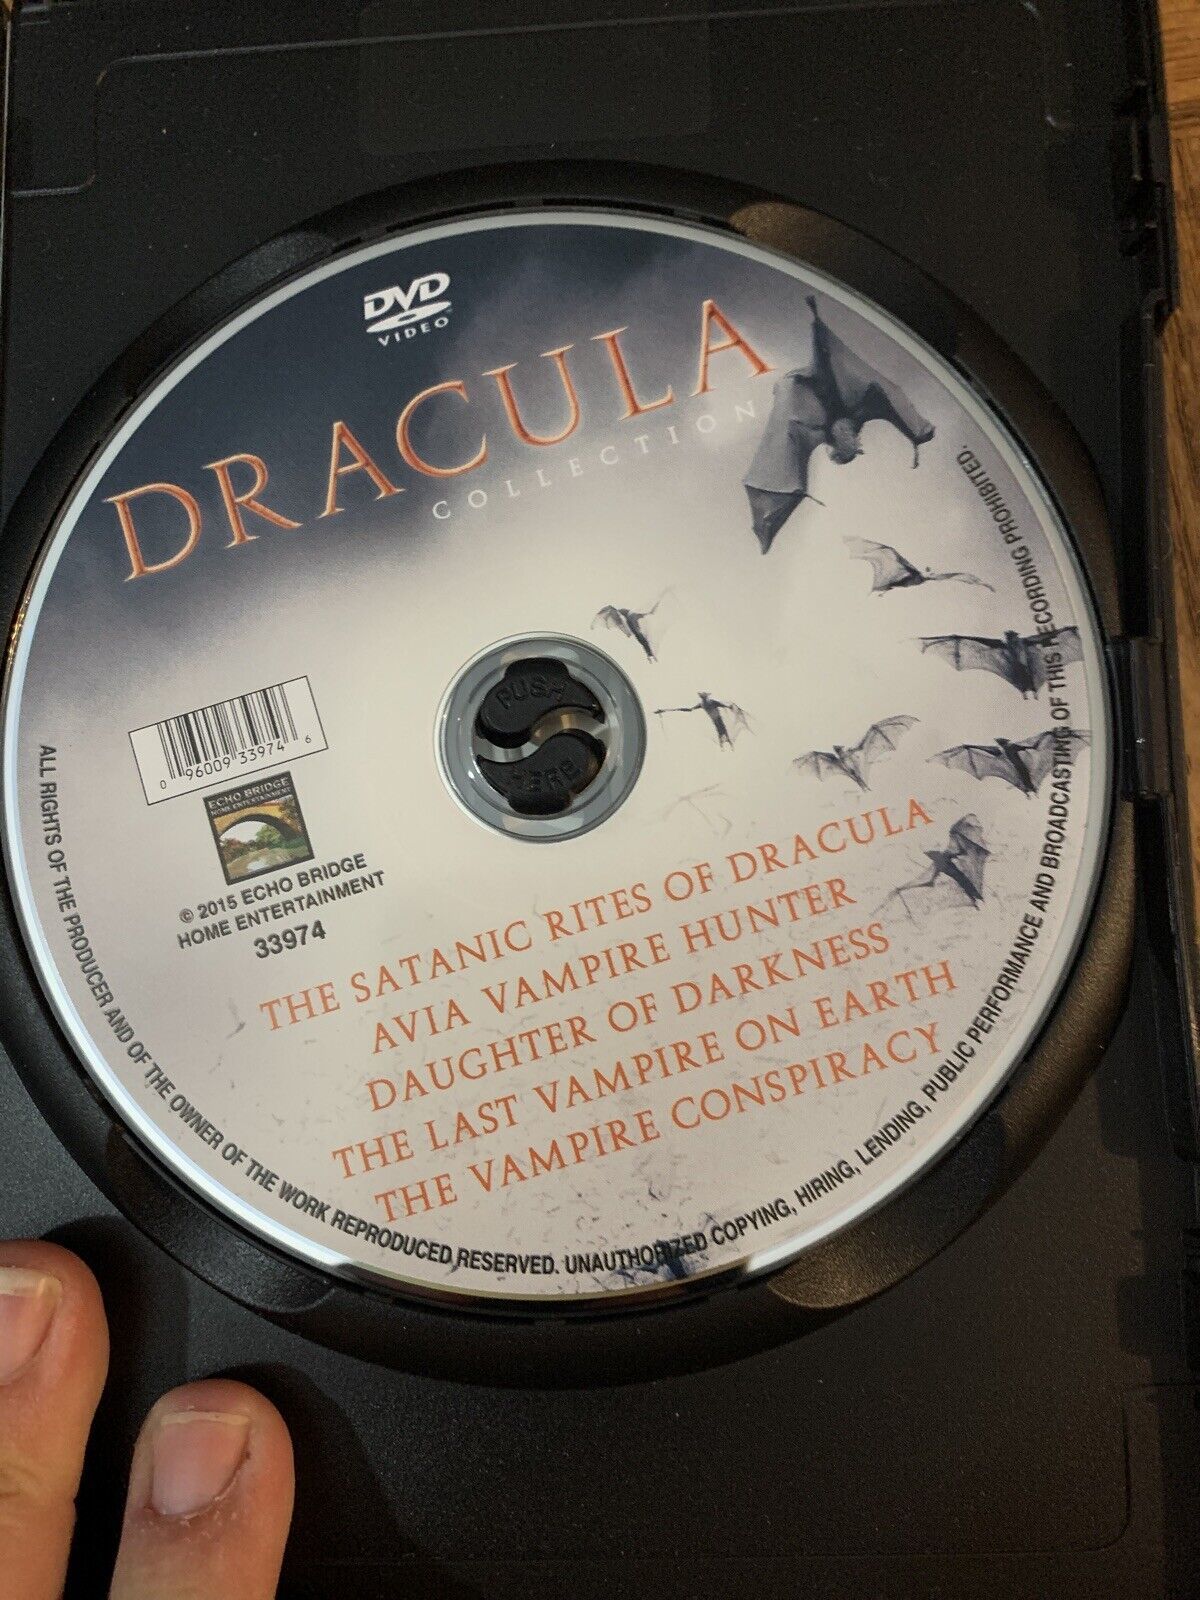 DVD
VIDEO
DRACULA
COLLECTION
PUSH
HERE
0 96009 33974 6
ECHO BRIDGE
HOME ENTERTAINMENT
© 2015 ECHO BRIDGE
HOME ENTERTAINMENT
33974
THE SATANIC RITES OF DRACULA
AVIA VAMPIRE HUNTER
DAUGHTER OF DARKNESS
THE LAST VAMPIRE ON EARTH
THE VAMPIRE CONSPIRACY
ALL RIGHTS OF THE PRODUCER AND OF THE OWNER OF THE WORK REPRODUCED RESERVED. UNAUTHORIZED COPYING, HIRING, LENDING, PUBLIC PERFORMANCE AND BROADCASTING OF THIS RECORDING PROHIBITED.